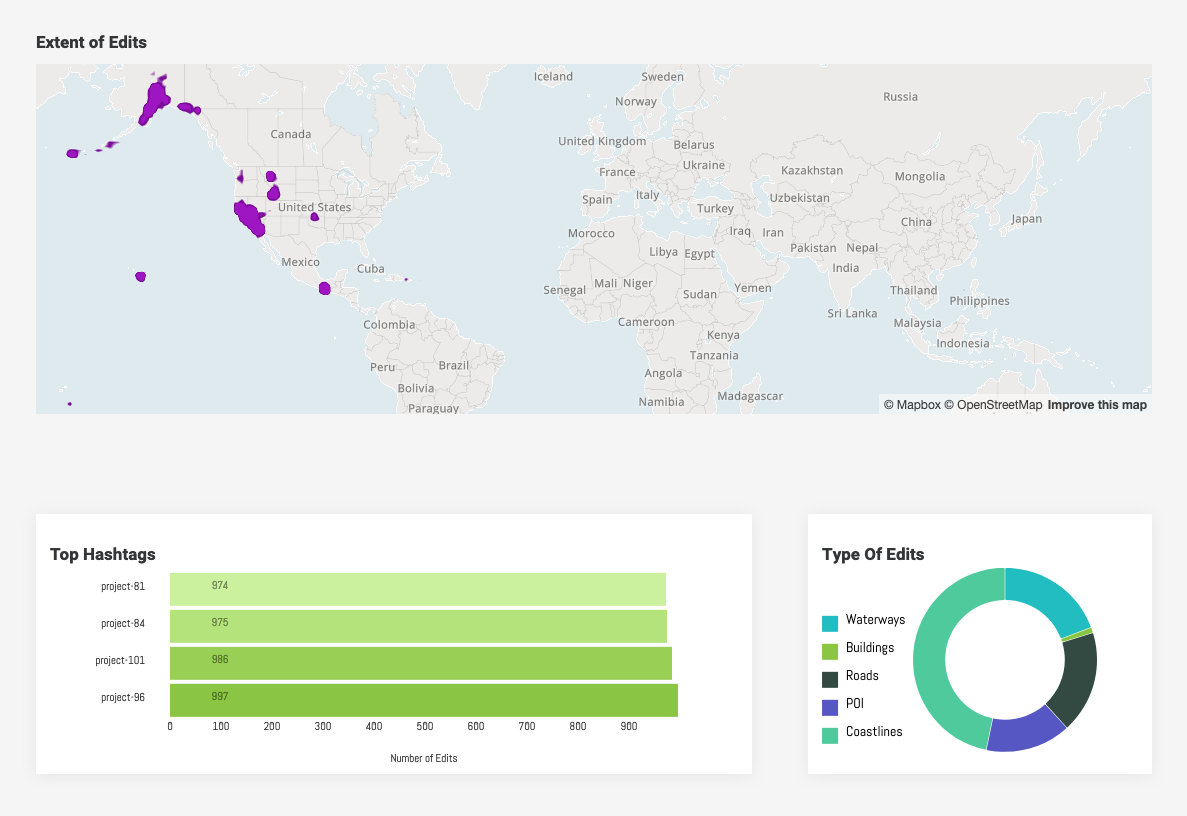 Extent of Edits
Iceland
Sweden
Russia
Norway
Canada
United Kingdom
Belarus
Ukraine
France
Kazakhstan
Mongolia
Italy
Uzbekistan
Spain
United States
Turkey
Japan
China
Morocco
Iraq
Iran
Pakistan
Nepal
Libya
Egypt
Mexico
Cuba
India
Mali
Niger
Yemen
Senegal
Sudan
Thailand
Philippines
Sri Lanka
Colombia
Cameroon
Malaysia
Kenya
Indonesia
Tanzania
Peru
Brazil
Angola
Bolivia
Namibia
Madagascar
Paraguay
© Mapbox © OpenStreetMap Improve this map
Top Hashtags
project-81
974
project-84
975
project-101
986
project-96
997
0 100 200 300 400 500 600 700 800 900
Number of Edits
Type Of Edits
Waterways
Buildings
Roads
POI
Coastlines